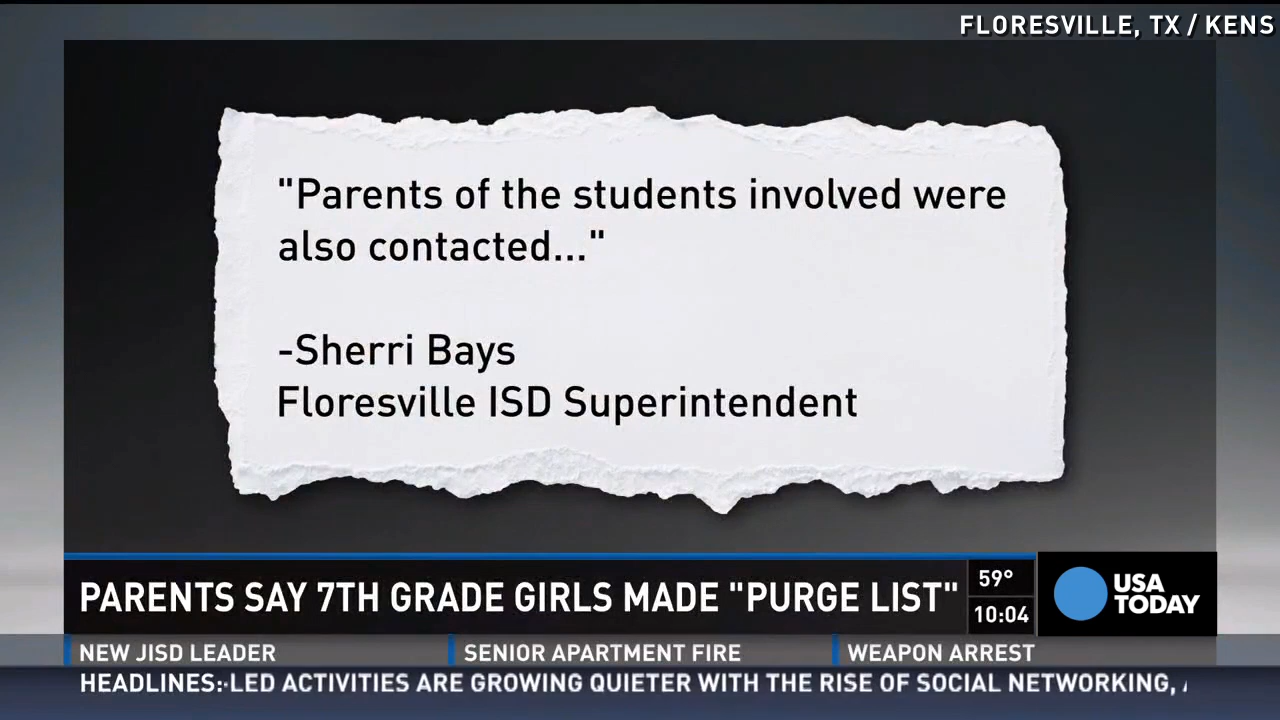 FLORESVILLE, TX / KENS
"Parents of the students involved were
also contacted..."
-Sherri Bays
Floresville ISD Superintendent
PARENTS SAY 7TH GRADE GIRLS MADE "PURGE LIST"
59°
10:04
USA
TODAY
NEW JISD LEADER
SENIOR APARTMENT FIRE
WEAPON ARREST
HEADLINES: -LED ACTIVITIES ARE GROWING QUIETER WITH THE RISE OF SOCIAL NETWORKING,